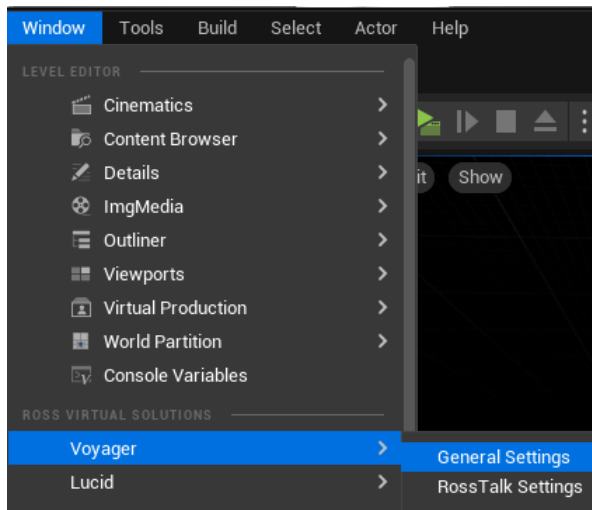 Window Tools Build Select Actor Help
LEVEL EDITOR
Cinematics
Content Browser
Details
it Show
ImgMedia
Outliner
Viewports
Virtual Production
World Partition
Console Variables
ROSS VIRTUAL SOLUTIONS
Voyager
General Settings
Lucid
RossTalk Settings